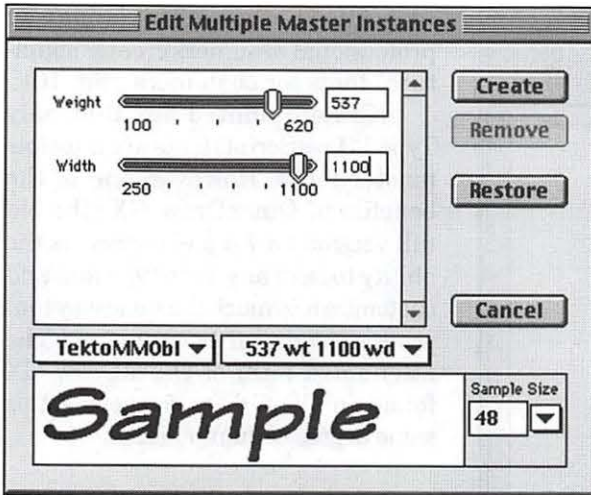 Edit Multiple Master Instances
Weight
537
100
620
Width
1100
250
1100
Create
Remove
Restore
Cancel
TektoMMObl
537 wt 1100 wd
Sample
Sample Size
48